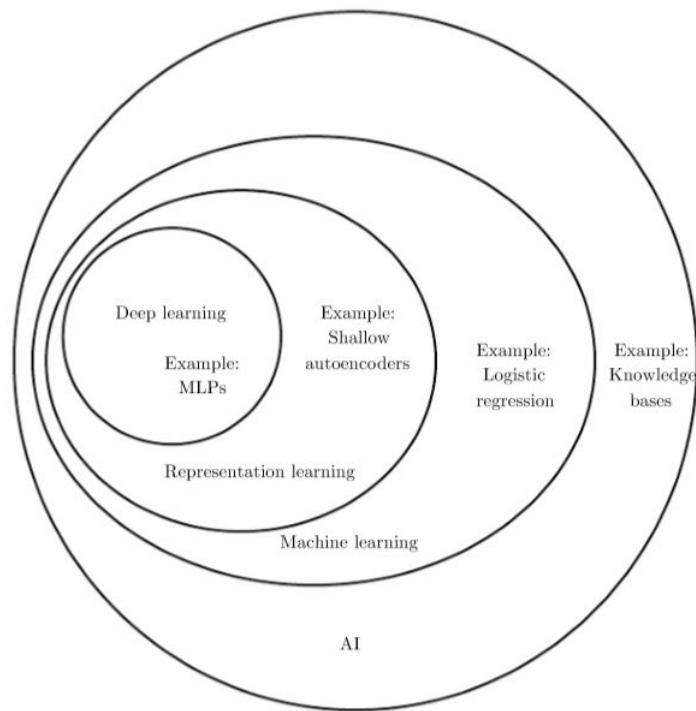 Deep learning
Example:
MLPs
Example:
Shallow
autoencoders
Example:
Logistic
regression
Example:
Knowledge
bases
Representation learning
Machine learning
AI